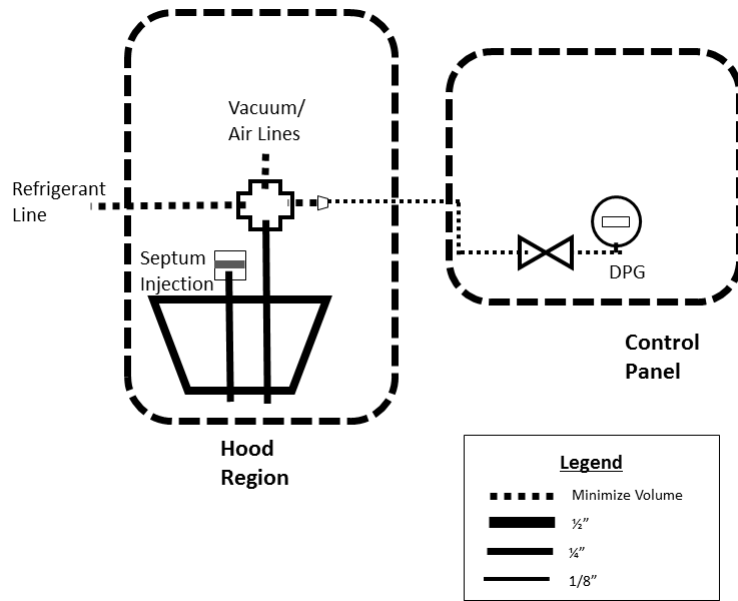 Vacuum/
Air Lines
Refrigerant
Line
Septum
Injection
DPG
Control
Panel
Hood
Region
Legend
Minimize Volume
½”
¼”
1/8”